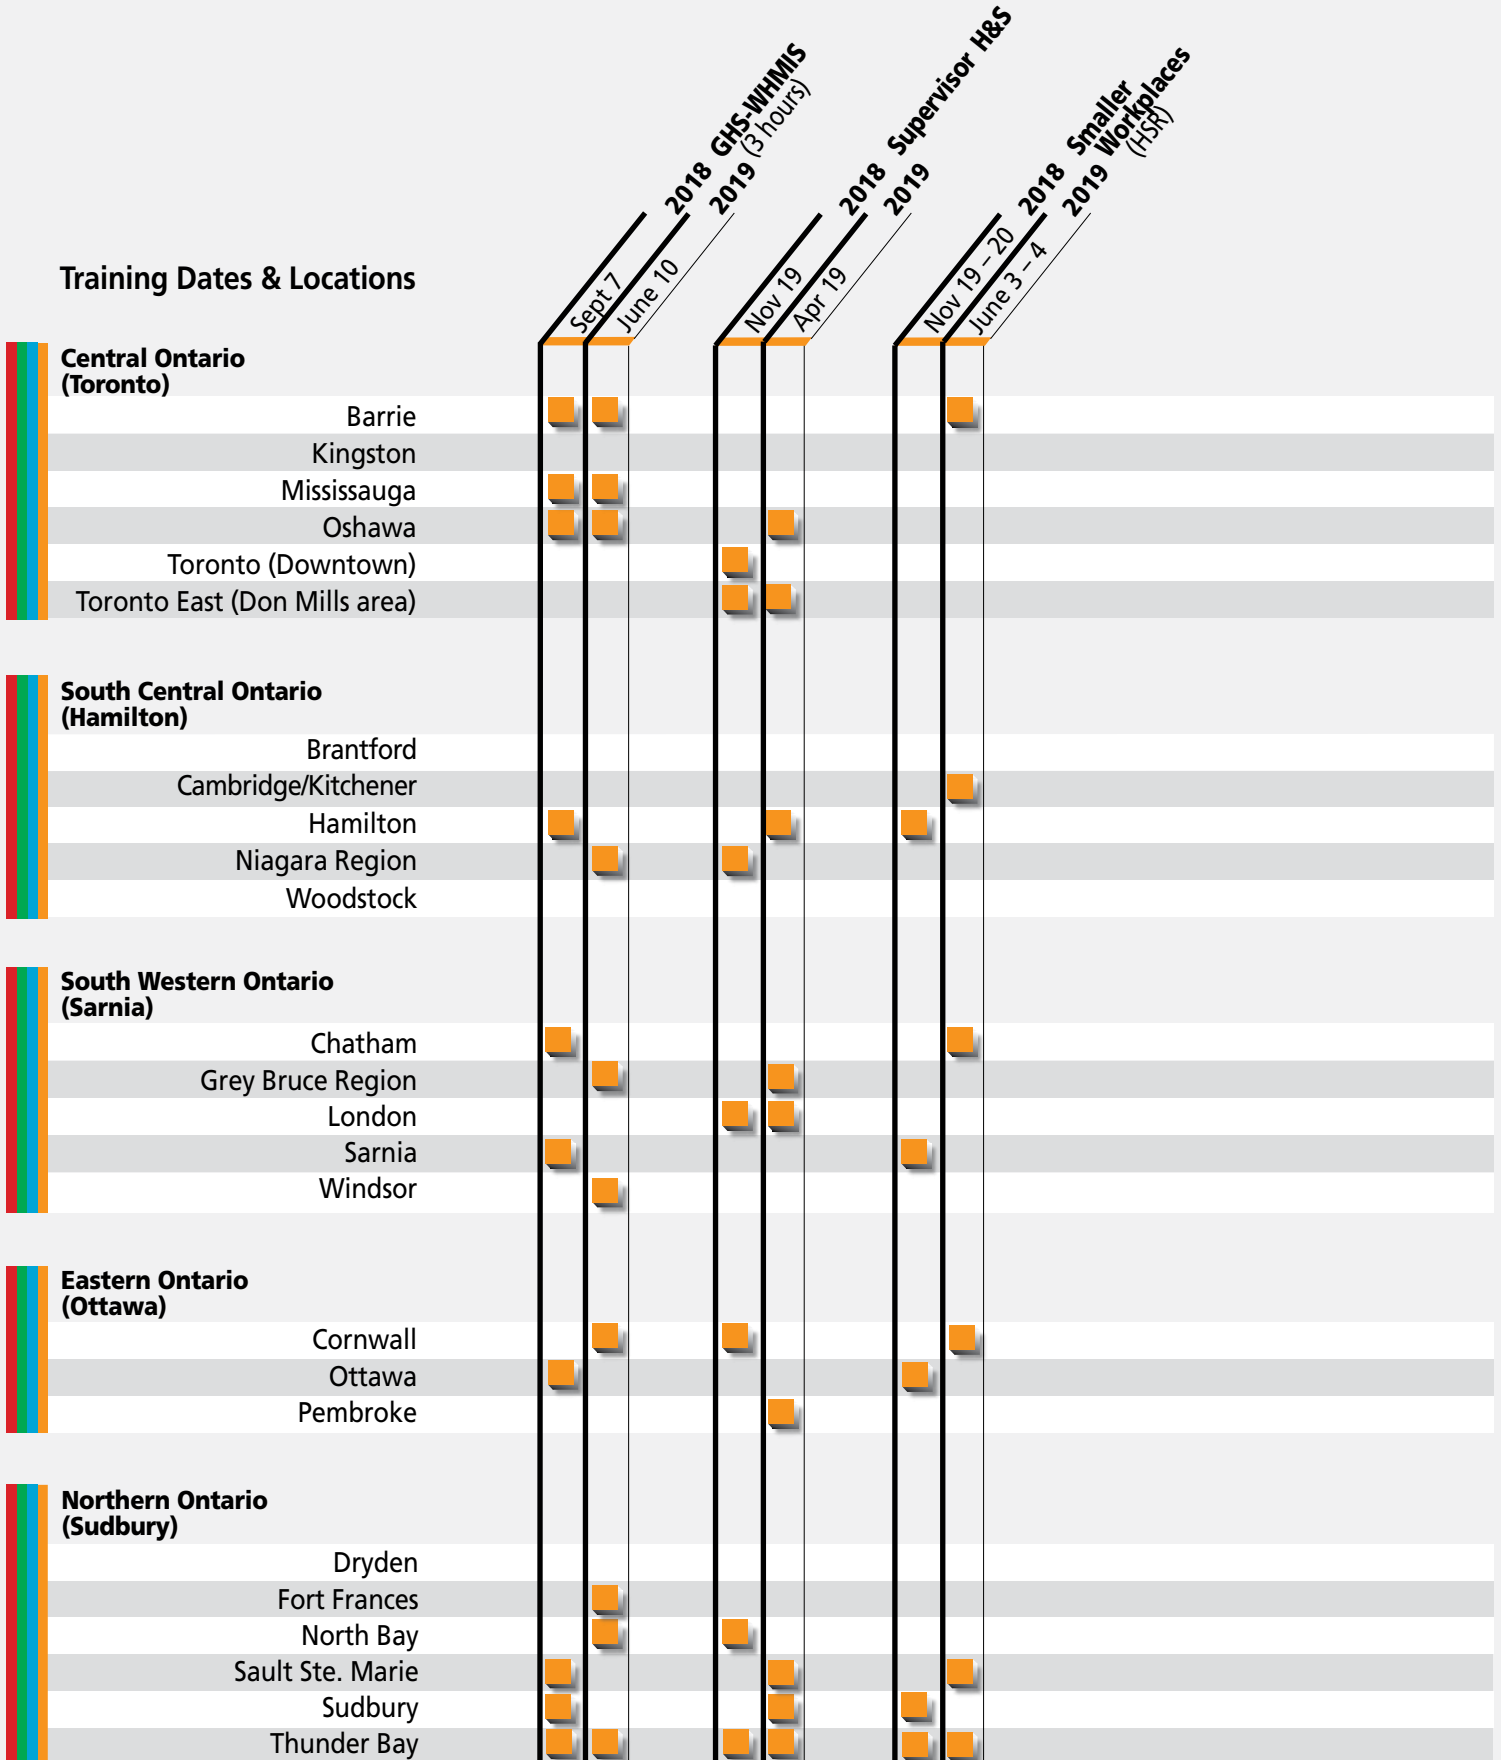 2018 GHS-WHMIS
2019 (3 hours)
2018 Supervisor H&S
2019
2018 Smaller
2019 Workplaces
(HSR)
Training Dates & Locations
Sept 7
June 10
Nov 19
Apr 19
Nov 19 – 20
June 3 – 4
Central Ontario
(Toronto)
Barrie
Kingston
Mississauga
Oshawa
Toronto (Downtown)
Toronto East (Don Mills area)
South Central Ontario
(Hamilton)
Brantford
Cambridge/Kitchener
Hamilton
Niagara Region
Woodstock
South Western Ontario
(Sarnia)
Chatham
Grey Bruce Region
London
Sarnia
Windsor
Eastern Ontario
(Ottawa)
Cornwall
Ottawa
Pembroke
Northern Ontario
(Sudbury)
Dryden
Fort Frances
North Bay
Sault Ste. Marie
Sudbury
Thunder Bay